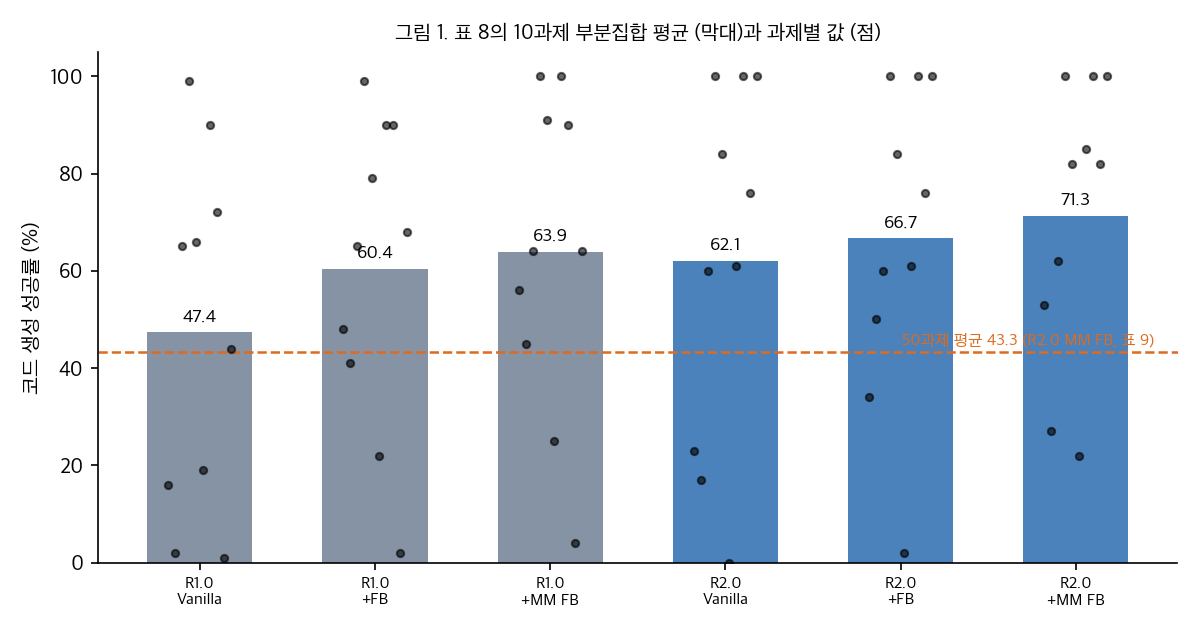 그림 1. 표 8의 10과제 부분집합 평균 (막대)과 과제별 값 (점)
코드 생성 성공률 (%)
100
80
60
40
20
0
47.4
60.4
63.9
62.1
66.7
71.3
50과제 평균 43.3 (R2.0 MM FB, 표 9)
R1.0
Vanilla
R1.0
+FB
R1.0
+MM FB
R2.0
Vanilla
R2.0
+FB
R2.0
+MM FB